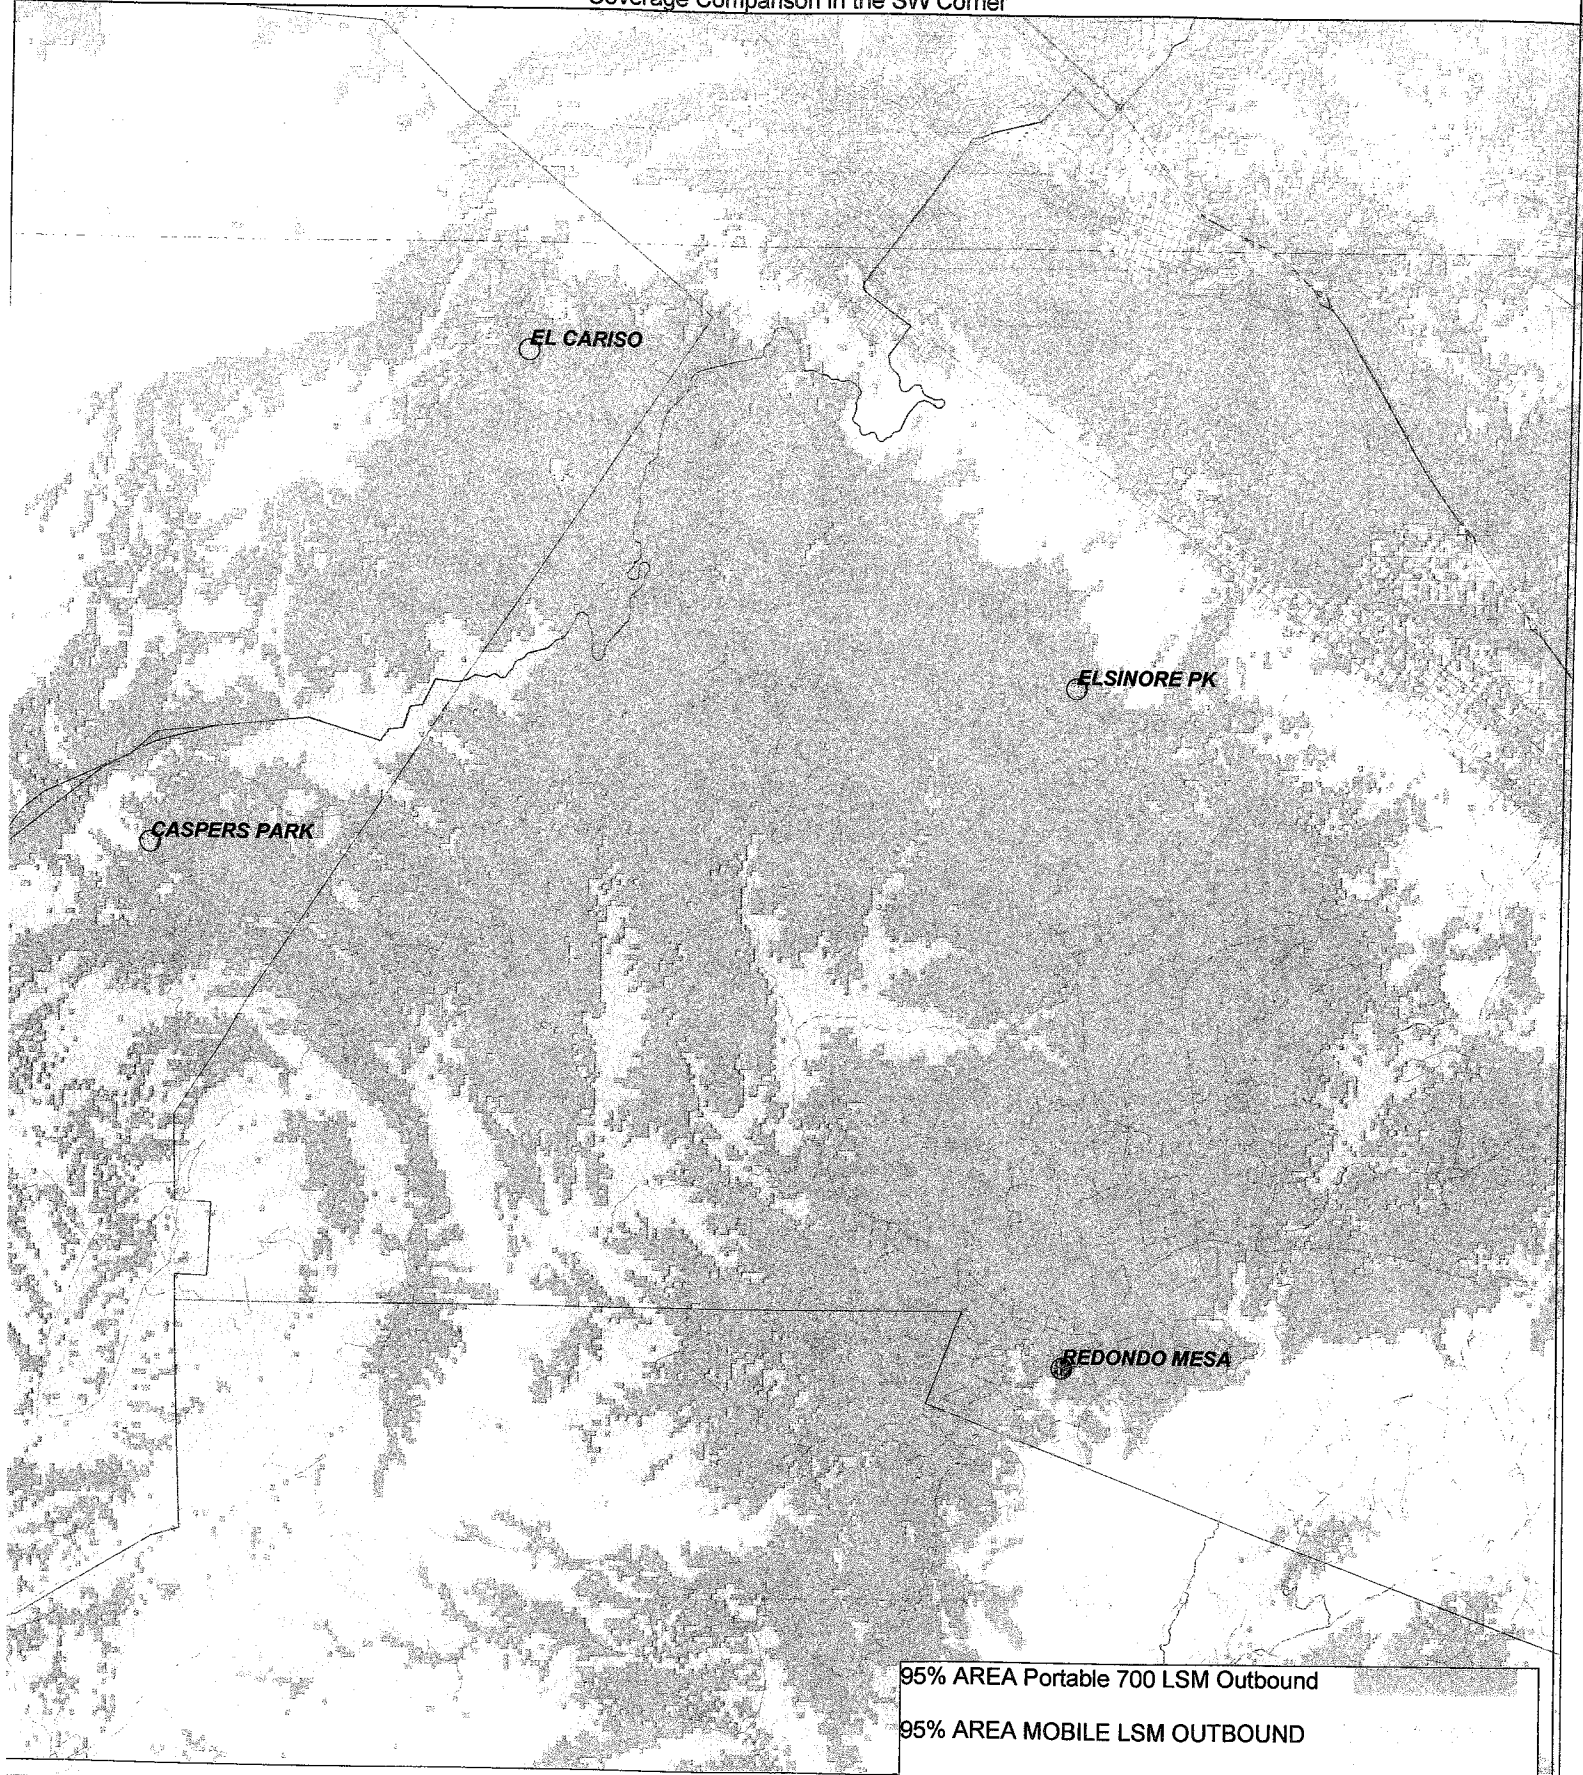 Coverage Comparison in the SW Corner
EL CARISO
ELSINORE PK
CASPERS PARK
REDONDO MESA
95% AREA Portable 700 LSM Outbound
95% AREA MOBILE LSM OUTBOUND